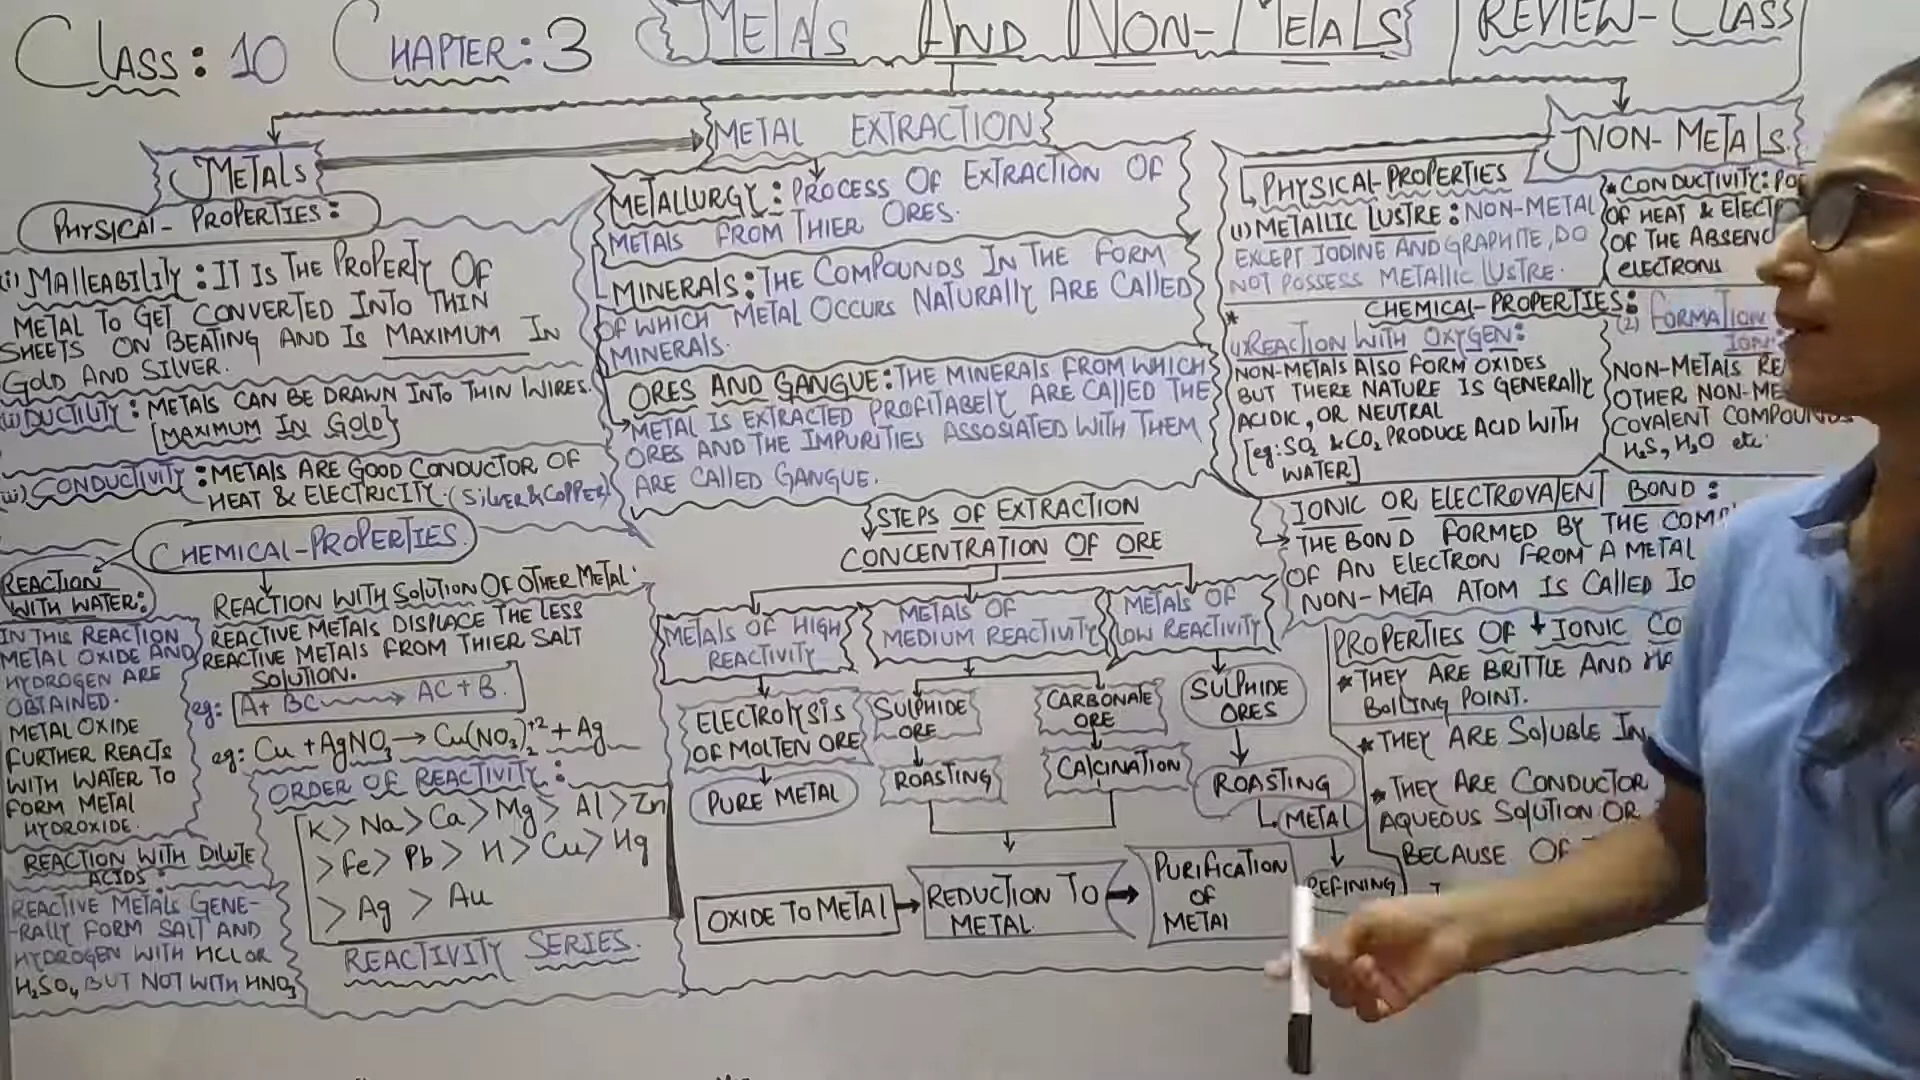 CLASS: 10 CHAPTER: 3 METALS AND NON-METALS REVIEW-CLASS
METALS
PHYSICAL-PROPERTIES:
(i) MALLEABILITY: IT IS THE PROPERTY OF
METAL TO GET CONVERTED INTO THIN
SHEETS ON BEATING AND IS MAXIMUM IN
GOLD AND SILVER.
(ii) DUCTILITY: METALS CAN BE DRAWN INTO THIN WIRES.
[MAXIMUM IN GOLD]
(iii) CONDUCTIVITY: METALS ARE GOOD CONDUCTOR OF
HEAT & ELECTRICITY. (SILVER & COPPER)
CHEMICAL-PROPERTIES.
REACTION
WITH WATER:
IN THIS REACTION
METAL OXIDE AND
HYDROGEN ARE
OBTAINED.
METAL OXIDE
FURTHER REACTS
WITH WATER TO
FORM METAL
HYDROXIDE.
REACTION WITH DILUTE
ACIDS:
REACTIVE METALS GENE-
-RALLY FORM SALT AND
HYDROGEN WITH HCL OR
H₂SO₄ BUT NOT WITH HNO₃
REACTION WITH SOLUTION OF OTHER METAL.
REACTIVE METALS DISPLACE THE LESS
REACTIVE METALS FROM THIER SALT
SOLUTION.
eg: A+ BC → AC + B.
eg: Cu + AgNO₃ → Cu(NO₃)₂⁺² + Ag
ORDER OF REACTIVITY:
K > Na > Ca > Mg > Al > Zn
> Fe > Pb > H > Cu > Hg
> Ag > Au
REACTIVITY SERIES.
METAL EXTRACTION
METALLURGY: PROCESS OF EXTRACTION OF
METALS FROM THIER ORES.
MINERALS: THE COMPOUNDS IN THE FORM
OF WHICH METAL OCCURS NATURALLY ARE CALLED
MINERALS.
ORES AND GANGUE: THE MINERALS FROM WHICH
METAL IS EXTRACTED PROFITABELY ARE CALLED THE
ORES AND THE IMPURITIES ASSOSIATED WITH THEM
ARE CALLED GANGUE.
STEPS OF EXTRACTION
CONCENTRATION OF ORE
METALS OF HIGH
REACTIVITY
ELECTROLYSIS
OF MOLTEN ORE
PURE METAL
METALS OF
MEDIUM REACTIVITY
SULPHIDE
ORE
ROASTING
CARBONATE
ORE
CALCINATION
OXIDE TO METAL → REDUCTION TO
METAL → PURIFICATION
OF
METAL
METALS OF
LOW REACTIVITY
SULPHIDE
ORES
ROASTING
METAL
REFINING
NON-METALS.
PHYSICAL-PROPERTIES
(1) METALLIC LUSTRE: NON-METAL
EXCEPT IODINE AND GRAPHITE, DO
NOT POSSESS METALLIC LUSTRE.
* CONDUCTIVITY:
OF HEAT &
OF THE
ELECTRONS
CHEMICAL-PROPERTIES:
*
(1) REACTION WITH OXYGEN:
NON-METALS ALSO FORM OXIDES
BUT THERE NATURE IS GENERALLY
ACIDIC, OR NEUTRAL
[eg: SO₂ & CO₂ PRODUCE ACID WITH
WATER]
(2) FORMATION
NON-METALS
OTHER
COVALENT COMPOUNDS
H₂S, H₂O etc.
IONIC OR ELECTROVALENT BOND:
THE BOND FORMED BY THE
OF AN ELECTRON FROM A METAL
NON-META ATOM IS CALLED
PROPERTIES OF IONIC
* THEY ARE BRITTLE AND
BOILING POINT.
* THEY ARE SOLUBLE IN
* THEY ARE CONDUCTOR
AQUEOUS SOLUTION OR
BECAUSE OF